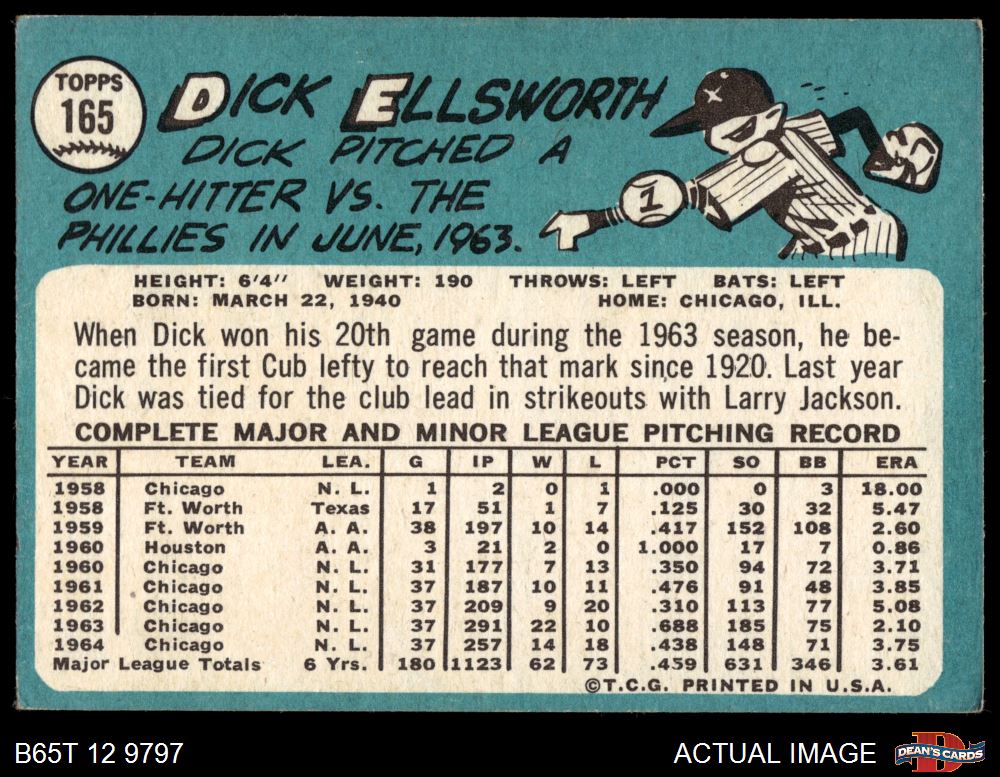 TOPPS
165
DICK ELLSWORTH
DICK PITCHED A
ONE-HITTER VS. THE
PHILLIES IN JUNE, 1963.
1
HEIGHT: 6'4" WEIGHT: 190 THROWS: LEFT BATS: LEFT
BORN: MARCH 22, 1940 HOME: CHICAGO, ILL.
When Dick won his 20th game during the 1963 season, he be-
came the first Cub lefty to reach that mark since 1920. Last year
Dick was tied for the club lead in strikeouts with Larry Jackson.
COMPLETE MAJOR AND MINOR LEAGUE PITCHING RECORD
YEAR TEAM LEA. G IP W L PCT SO BB ERA
1958 Chicago N. L. 1 2 0 1 .000 0 3 18.00
1958 Ft. Worth Texas 17 51 1 7 .125 30 32 5.47
1959 Ft. Worth A. A. 38 197 10 14 .417 152 108 2.60
1960 Houston A. A. 3 21 2 0 1.000 17 7 0.86
1960 Chicago N. L. 31 177 7 13 .350 94 72 3.71
1961 Chicago N. L. 37 187 10 11 .476 91 48 3.85
1962 Chicago N. L. 37 209 9 20 .310 113 77 5.08
1963 Chicago N. L. 37 291 22 10 .688 185 75 2.10
1964 Chicago N. L. 37 257 14 18 .438 148 71 3.75
Major League Totals 6 Yrs. 180 1123 62 73 .459 631 346 3.61
©T.C.G. PRINTED IN U.S.A.
B65T 12 9797 ACTUAL IMAGE DEAN'S CARDS